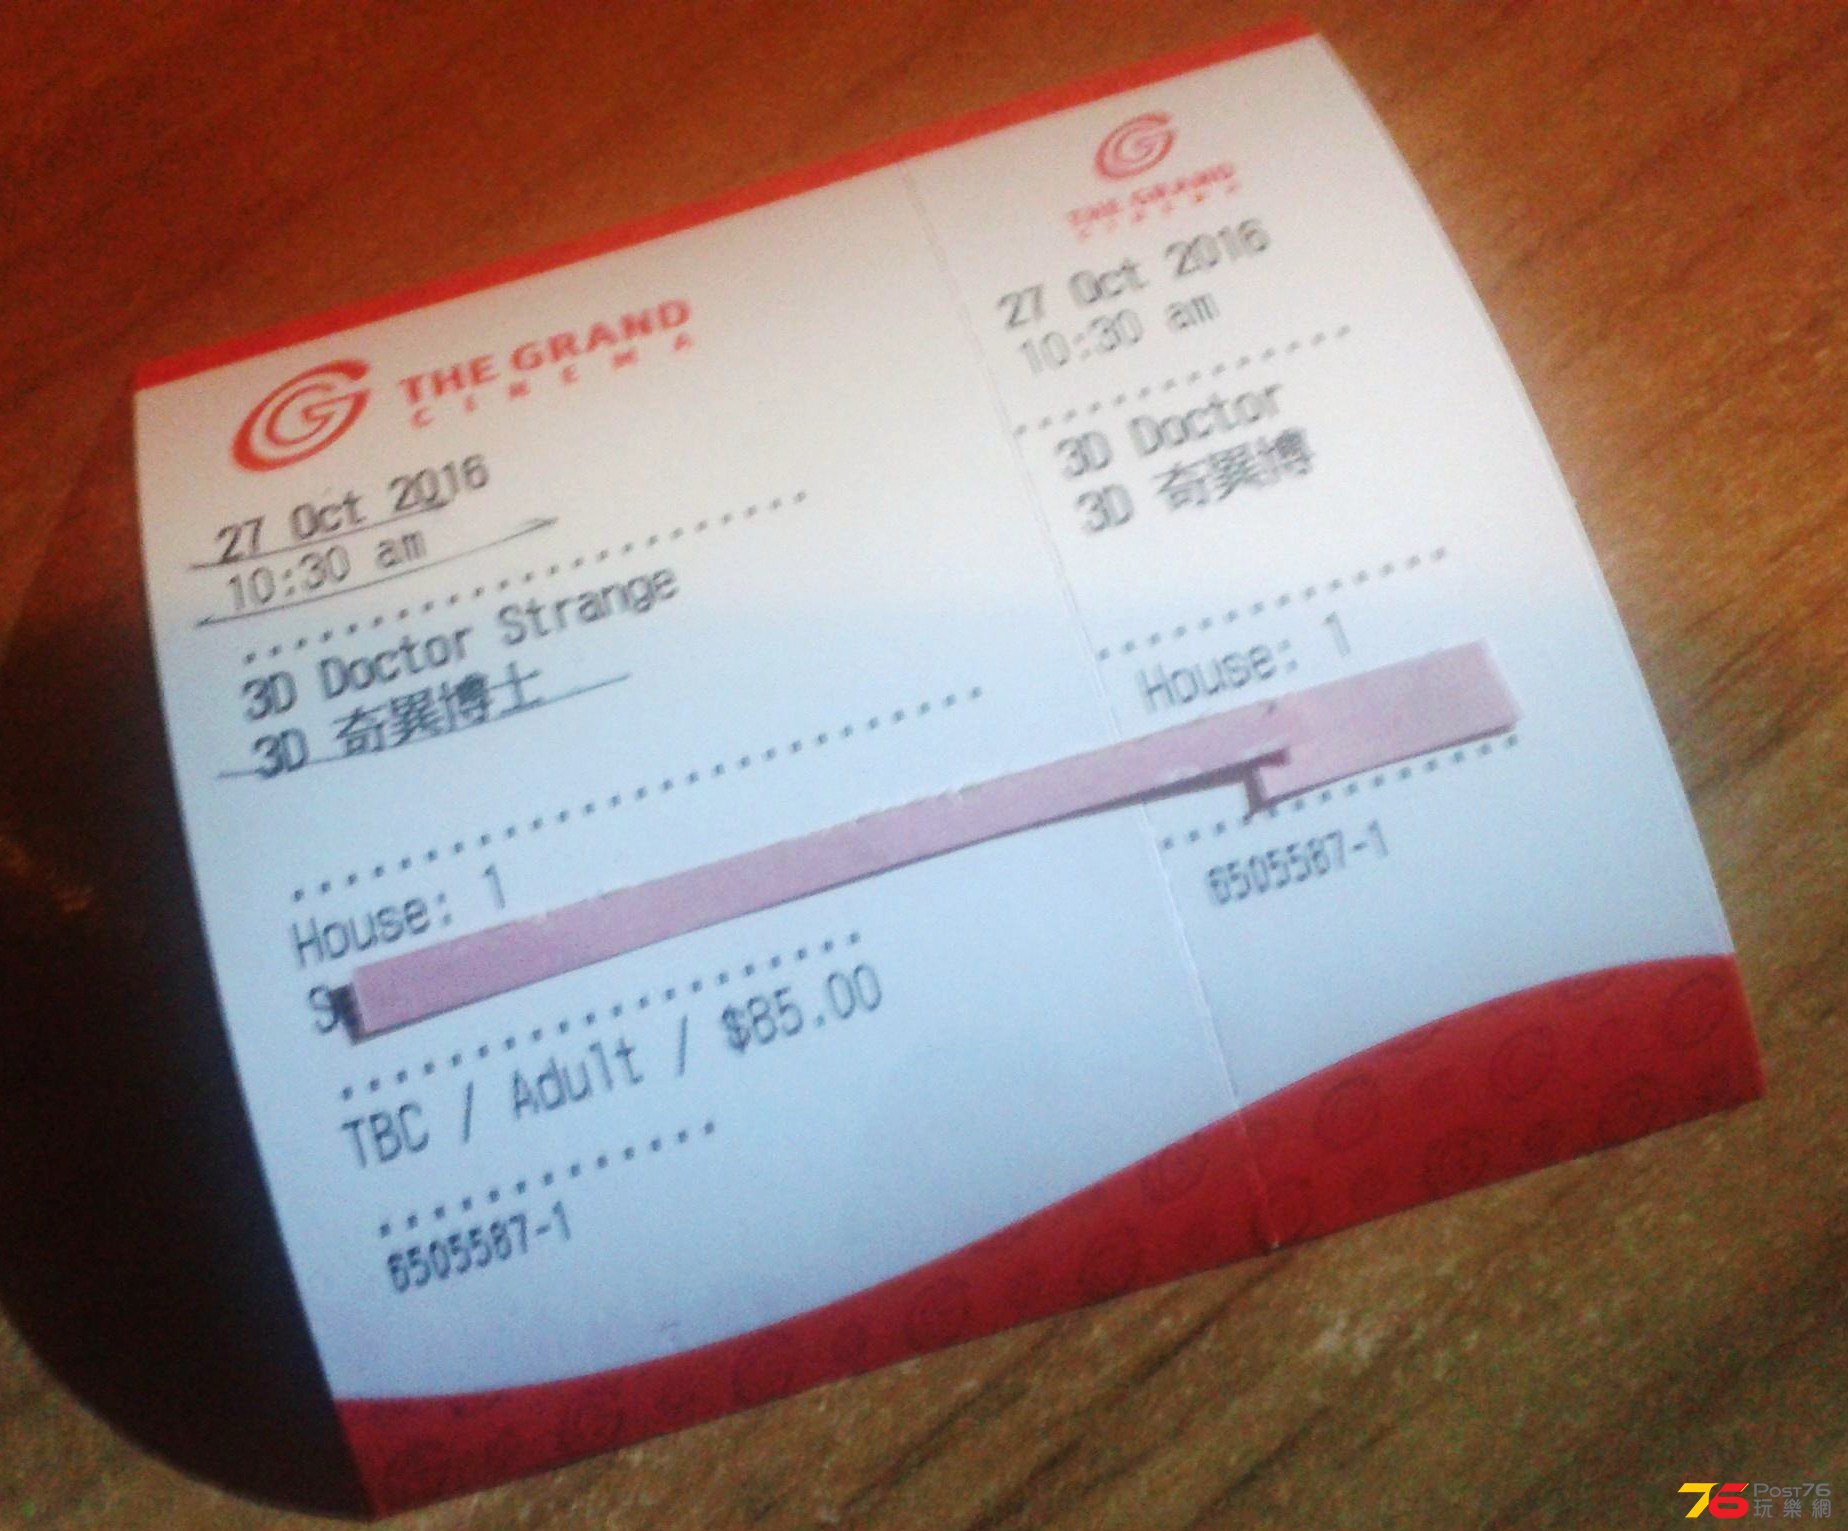 THE GRAND
CINEMA
27 Oct 2016
10:30 am
3D Doctor Strange
3D 奇異博士
House: 1
TBC / Adult / $85.00
6505587-1
THE GRAND
CINEMA
27 Oct 2016
10:30 am
3D Doctor
3D 奇異博
House: 1
6505587-1
76 Post76
玩樂網